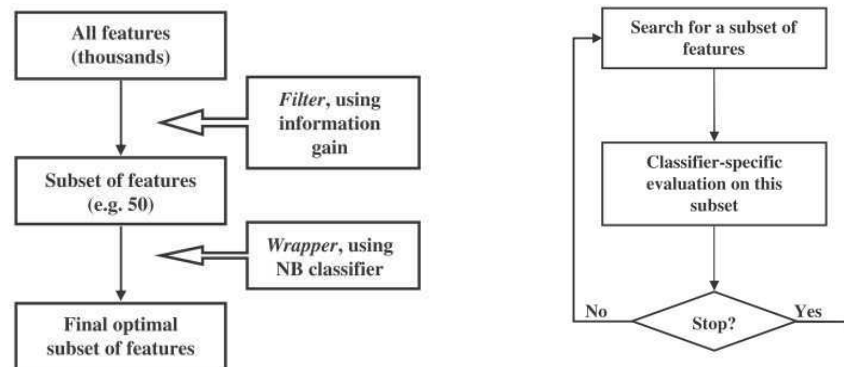 All features
(thousands)
Filter, using
information
gain
Subset of features
(e.g. 50)
Wrapper, using
NB classifier
Final optimal
subset of features
Search for a subset of
features
Classifier-specific
evaluation on this
subset
No
Stop?
Yes